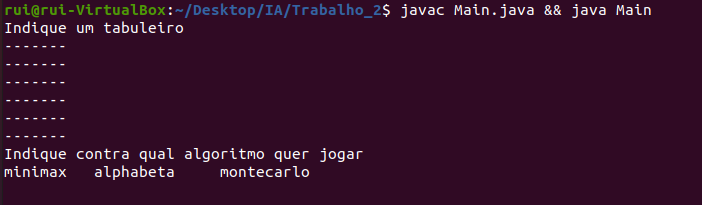 rui@rui-VirtualBox:~/Desktop/IA/Trabalho_2$ javac Main.java && java Main
Indique um tabuleiro
-------
-------
-------
-------
-------
-------
Indique contra qual algoritmo quer jogar
minimax   alphabeta     montecarlo